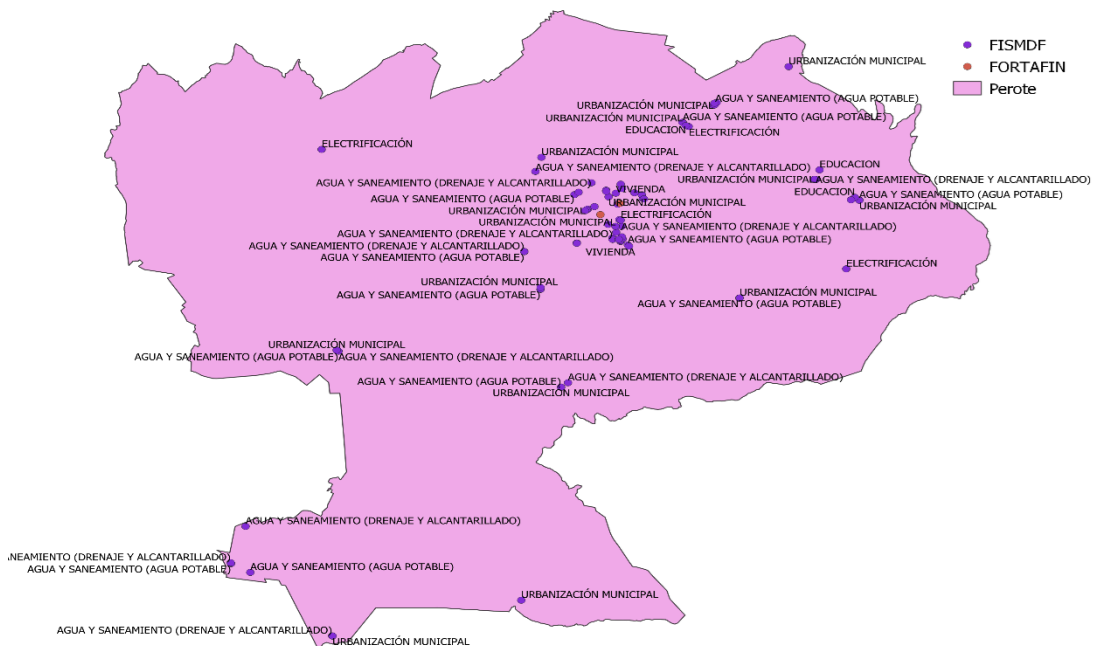 FISMDF
FORTAFIN
Perote
URBANIZACIÓN MUNICIPAL
AGUA Y SANEAMIENTO (AGUA POTABLE)
URBANIZACIÓN MUNICIPAL
URBANIZACIÓN MUNICIPAL
AGUA Y SANEAMIENTO (AGUA POTABLE)
EDUCACION
ELECTRIFICACIÓN
ELECTRIFICACIÓN
URBANIZACIÓN MUNICIPAL
AGUA Y SANEAMIENTO (DRENAJE Y ALCANTARILLADO)
EDUCACION
AGUA Y SANEAMIENTO (DRENAJE Y ALCANTARILLADO)
VIVIENDA
URBANIZACIÓN MUNICIPAL
AGUA Y SANEAMIENTO (DRENAJE Y ALCANTARILLADO)
EDUCACION
AGUA Y SANEAMIENTO (AGUA POTABLE)
AGUA Y SANEAMIENTO (AGUA POTABLE)
URBANIZACIÓN MUNICIPAL
URBANIZACIÓN MUNICIPAL
URBANIZACIÓN MUNICIPAL
ELECTRIFICACIÓN
URBANIZACIÓN MUNICIPAL
AGUA Y SANEAMIENTO (DRENAJE Y ALCANTARILLADO)
AGUA Y SANEAMIENTO (DRENAJE Y ALCANTARILLADO)
AGUA Y SANEAMIENTO (AGUA POTABLE)
AGUA Y SANEAMIENTO (DRENAJE Y ALCANTARILLADO)
VIVIENDA
AGUA Y SANEAMIENTO (AGUA POTABLE)
ELECTRIFICACIÓN
URBANIZACIÓN MUNICIPAL
AGUA Y SANEAMIENTO (AGUA POTABLE)
URBANIZACIÓN MUNICIPAL
AGUA Y SANEAMIENTO (AGUA POTABLE)
URBANIZACIÓN MUNICIPAL
AGUA Y SANEAMIENTO (AGUA POTABLE)
AGUA Y SANEAMIENTO (DRENAJE Y ALCANTARILLADO)
AGUA Y SANEAMIENTO (DRENAJE Y ALCANTARILLADO)
AGUA Y SANEAMIENTO (AGUA POTABLE)
URBANIZACIÓN MUNICIPAL
AGUA Y SANEAMIENTO (DRENAJE Y ALCANTARILLADO)
ANEAMIENTO (DRENAJE Y ALCANTARILLADO)
AGUA Y SANEAMIENTO (AGUA POTABLE)
AGUA Y SANEAMIENTO (AGUA POTABLE)
URBANIZACIÓN MUNICIPAL
AGUA Y SANEAMIENTO (DRENAJE Y ALCANTARILLADO)
URBANIZACIÓN MUNICIPAL